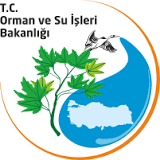 T.C.
Orman ve Su İşleri
Bakanlığı